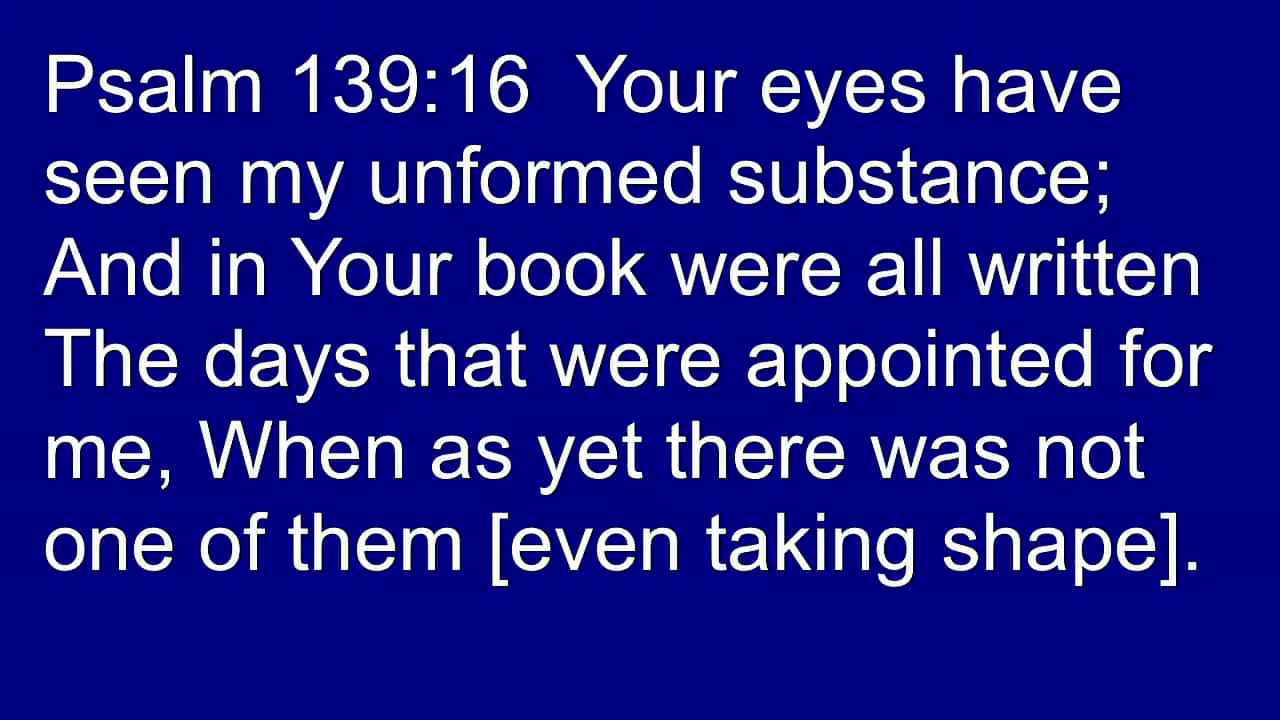 Psalm 139:16  Your eyes have
seen my unformed substance;
And in Your book were all written
The days that were appointed for
me, When as yet there was not
one of them [even taking shape].